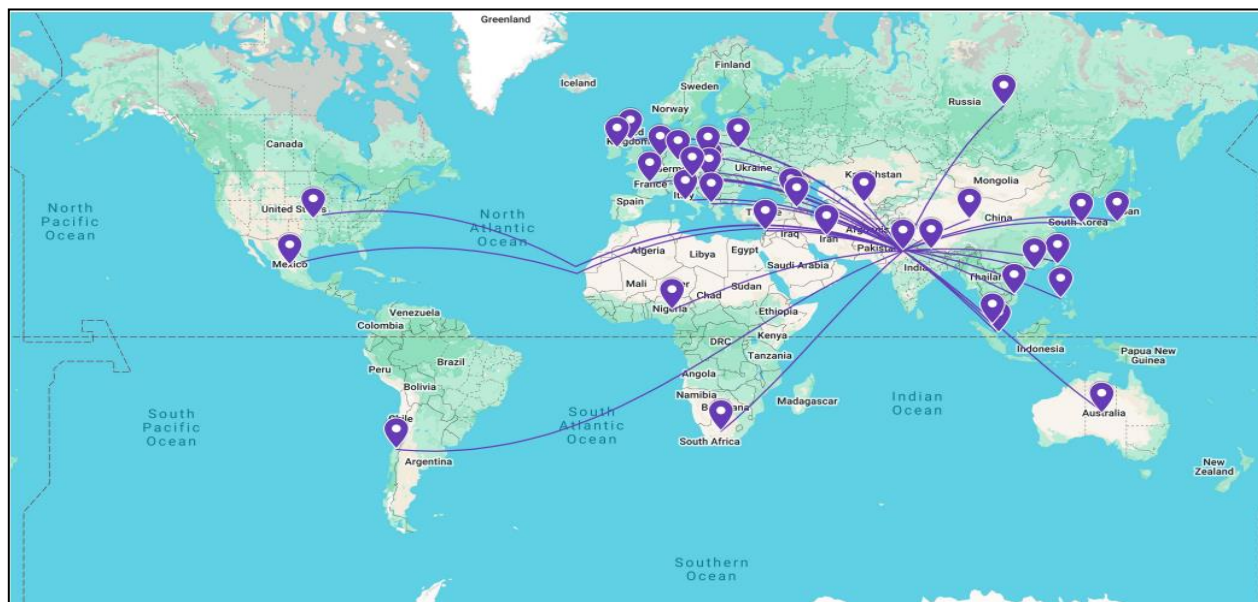 Greenland
Iceland
Finland
Sweden
Norway
Russia
Canada
Kingdom
Ukraine
Kazakhstan
Mongolia
France
North
Pacific
Ocean
United States
North
Atlantic
Ocean
Spain
China
South Korea
Iraq
Iran
Pakistan
Mexico
Algeria
Libya
Egypt
Saudi Arabia
India
Mali
Chad
Sudan
Nigeria
Ethiopia
Venezuela
Colombia
DRC
Kenya
Tanzania
Indonesia
Papua New
Guinea
Brazil
Peru
Bolivia
Angola
Namibia
Madagascar
Indian
Ocean
South
Pacific
Ocean
South
Atlantic
Ocean
Chile
Australia
South Africa
Argentina
New
Zealand
Southern
Ocean